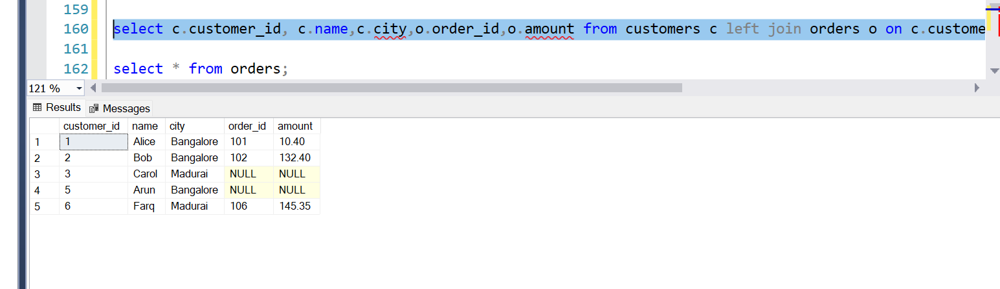 159
160 select c.customer_id, c.name,c.city,o.order_id,o.amount from customers c left join orders o on c.custome
161
162 select * from orders;
121 %
Results Messages
customer_id name city order_id amount
1 1 Alice Bangalore 101 10.40
2 2 Bob Bangalore 102 132.40
3 3 Carol Madurai NULL NULL
4 5 Arun Bangalore NULL NULL
5 6 Farq Madurai 106 145.35